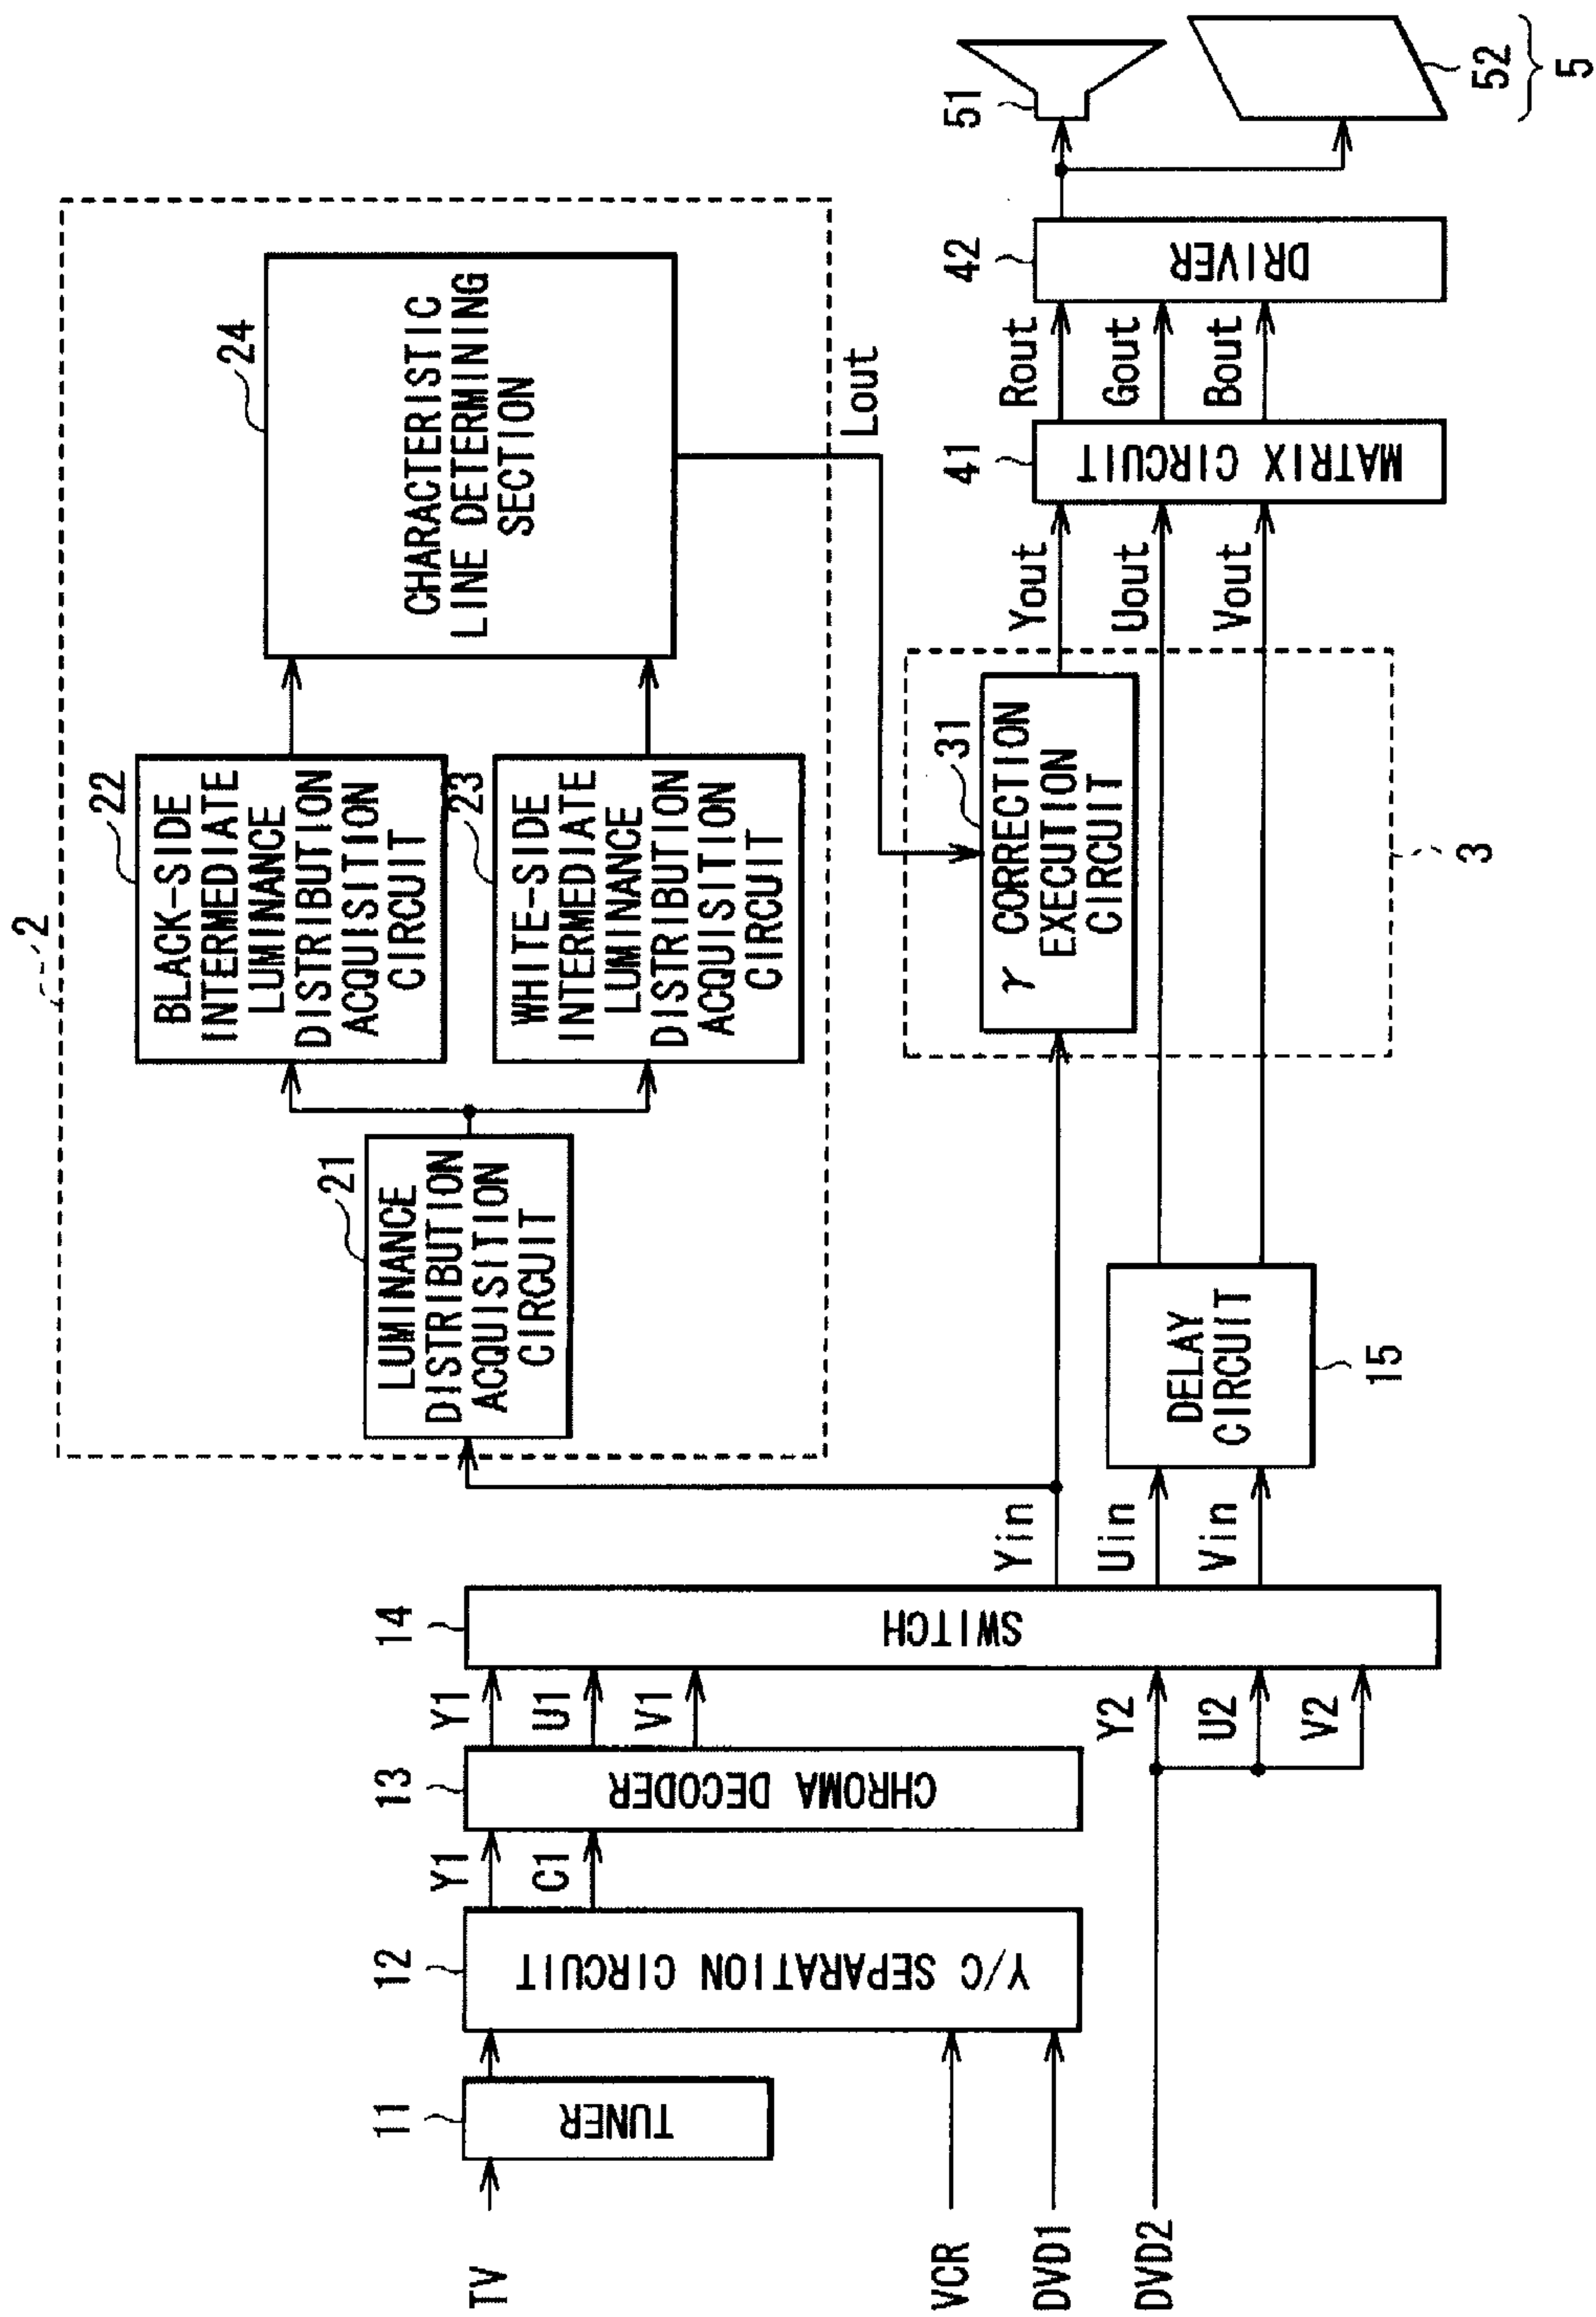 TV
VCR
DVD1
DVD2
11
TUNER
12
Y/C SEPARATION CIRCUIT
Y1
C1
13
CHROMA DECODER
Y1
U1
V1
Y2
U2
V2
14
SWITCH
Yin
Uin
Vin
DELAY
CIRCUIT
15
2
21
LUMINANCE
DISTRIBUTION
ACQUISITION
CIRCUIT
22
BLACK-SIDE
INTERMEDIATE
LUMINANCE
DISTRIBUTION
ACQUISITION
CIRCUIT
23
WHITE-SIDE
INTERMEDIATE
LUMINANCE
DISTRIBUTION
ACQUISITION
CIRCUIT
24
CHARACTERISTIC
LINE DETERMINING
SECTION
Lout
31
γ CORRECTION
EXECUTION
CIRCUIT
3
Yout
Uout
Vout
41
MATRIX CIRCUIT
Rout
Gout
Bout
42
DRIVER
51
52
5